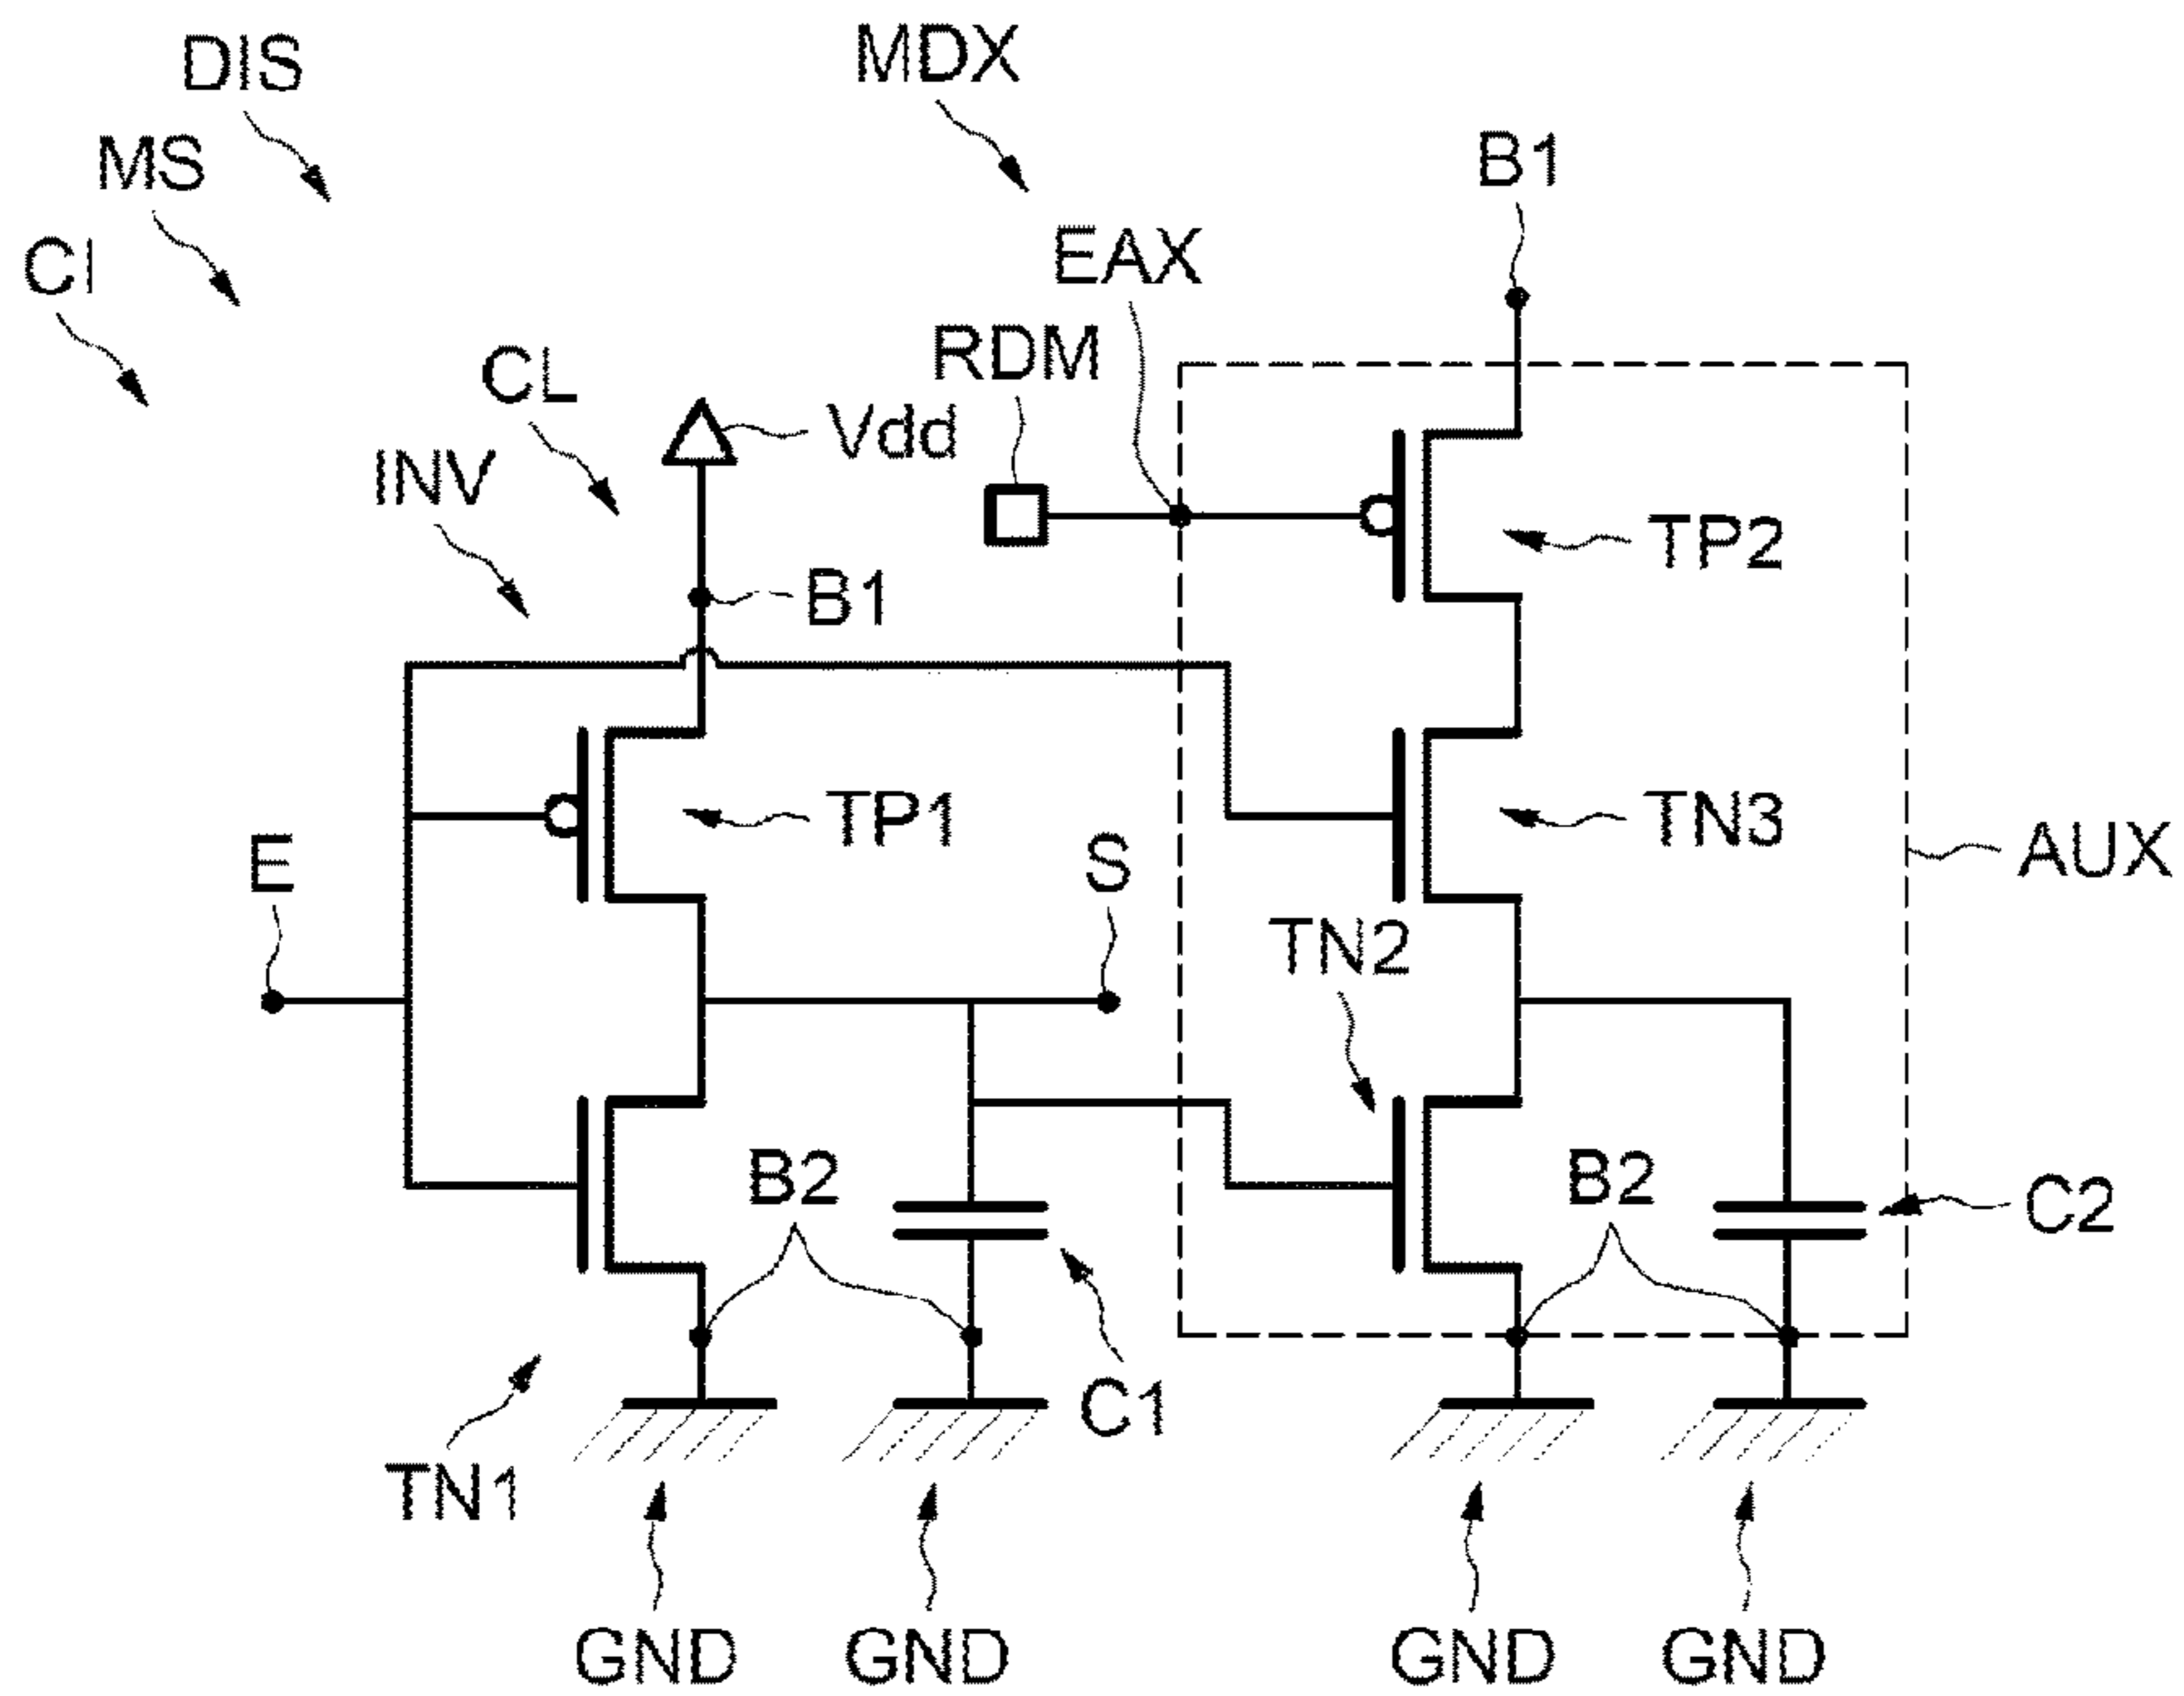 DIS
MDX
MS
B1
CI
EAX
RDM
CL
Vdd
INV
TP2
B1
TP1
TN3
E
S
AUX
TN2
B2
B2
C2
C1
TN1
GND
GND
GND
GND